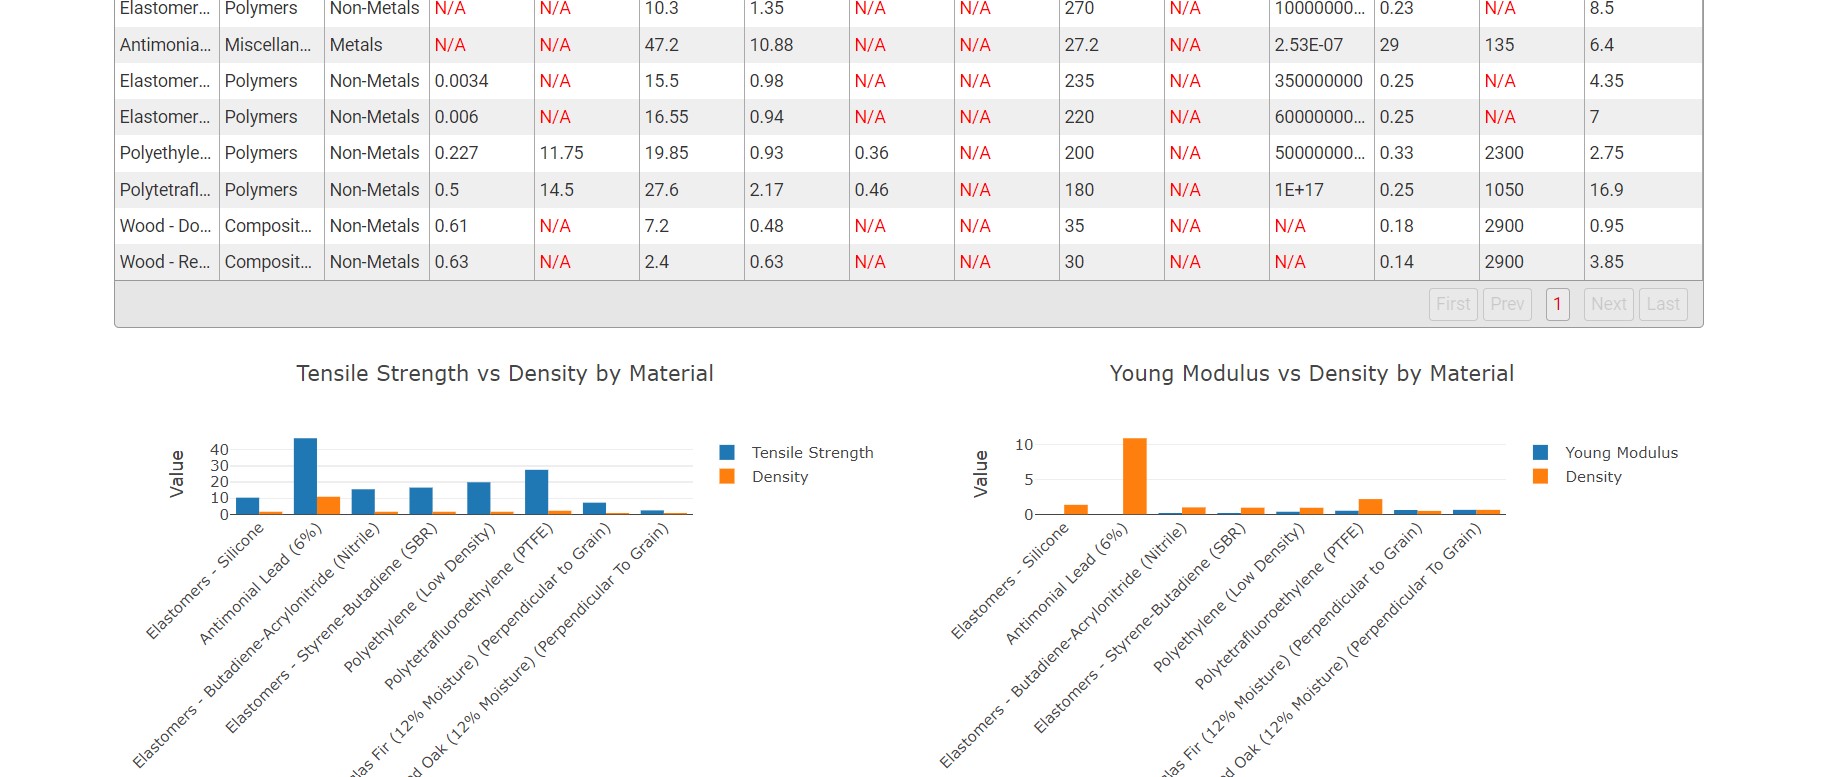 Elastomer... Polymers Non-Metals N/A N/A 10.3 1.35 N/A N/A 270 N/A 10000000... 0.23 N/A 8.5
Antimonia... Miscellan... Metals N/A N/A 47.2 10.88 N/A N/A 27.2 N/A 2.53E-07 29 135 6.4
Elastomer... Polymers Non-Metals 0.0034 N/A 15.5 0.98 N/A N/A 235 N/A 350000000 0.25 N/A 4.35
Elastomer... Polymers Non-Metals 0.006 N/A 16.55 0.94 N/A N/A 220 N/A 60000000... 0.25 N/A 7
Polyethyle... Polymers Non-Metals 0.227 11.75 19.85 0.93 0.36 N/A 200 N/A 50000000... 0.33 2300 2.75
Polytetrafl... Polymers Non-Metals 0.5 14.5 27.6 2.17 0.46 N/A 180 N/A 1E+17 0.25 1050 16.9
Wood - Do... Composit... Non-Metals 0.61 N/A 7.2 0.48 N/A N/A 35 N/A N/A 0.18 2900 0.95
Wood - Re... Composit... Non-Metals 0.63 N/A 2.4 0.63 N/A N/A 30 N/A N/A 0.14 2900 3.85
First Prev 1 Next Last
Tensile Strength vs Density by Material
Value
40
30
20
10
0
Tensile Strength
Density
Elastomers - Silicone
Antimonial Lead (6%)
Elastomers - Butadiene-Acrylonitride (Nitrile)
Elastomers - Styrene-Butadiene (SBR)
Polyethylene (Low Density)
Polytetrafluoroethylene (PTFE)
las Fir (12% Moisture) (Perpendicular to Grain)
d Oak (12% Moisture) (Perpendicular To Grain)
Young Modulus vs Density by Material
Value
10
5
0
Young Modulus
Density
Elastomers - Silicone
Antimonial Lead (6%)
Elastomers - Butadiene-Acrylonitride (Nitrile)
Elastomers - Styrene-Butadiene (SBR)
Polyethylene (Low Density)
Polytetrafluoroethylene (PTFE)
las Fir (12% Moisture) (Perpendicular to Grain)
d Oak (12% Moisture) (Perpendicular To Grain)